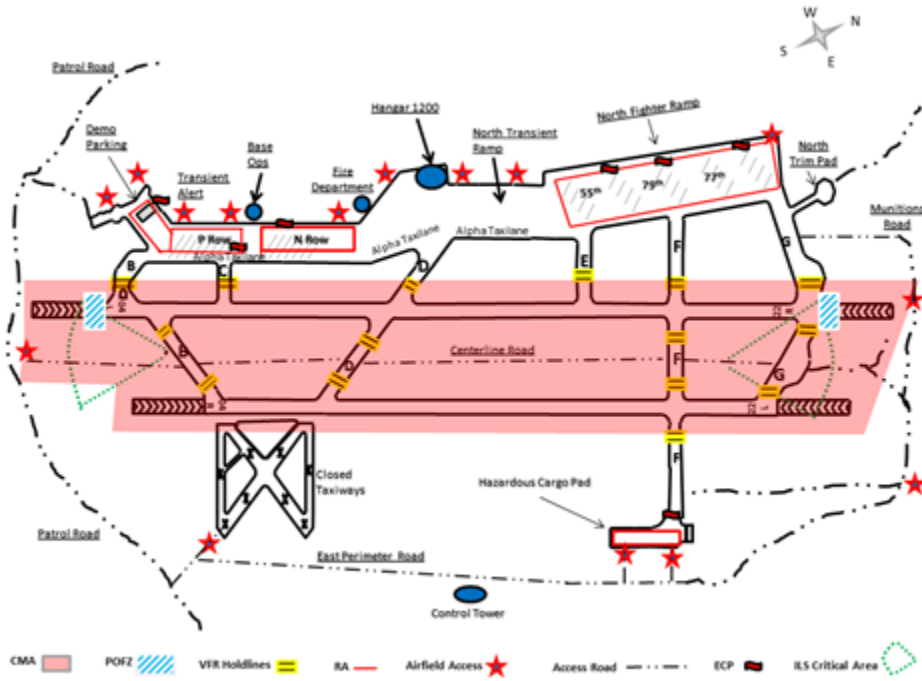 W
N
S
E
Patrol Road
Hangar 1200
North Fighter Ramp
Demo
Parking
Base
Ops
North Transient
Ramp
North
Trim Pad
Transient
Alert
Fire
Department
55th
79th
77th
Munitions
Road
P Row
N Row
Alpha Taxilane
Alpha Taxilane
Alpha Taxilane
B
C
D
E
F
G
B
D
Centerline Road
F
G
F
Closed
Taxiways
Hazardous Cargo Pad
Patrol Road
East Perimeter Road
Control Tower
CMA
POFZ
VFR Holdlines
RA
Airfield Access
Access Road
ECP
ILS Critical Area